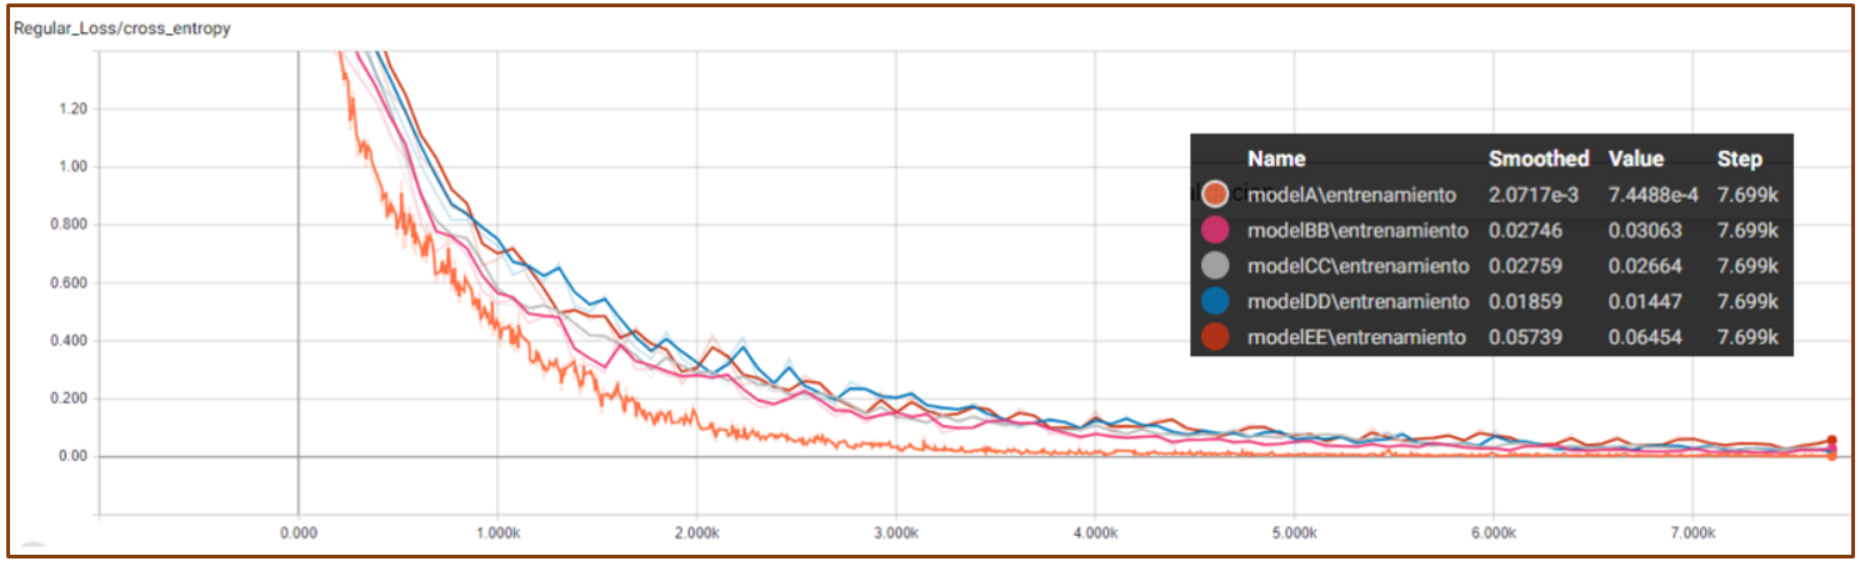 Regular_Loss/cross_entropy
1.20
1.00
0.800
0.600
0.400
0.200
0.00
0.000 1.000k 2.000k 3.000k 4.000k 5.000k 6.000k 7.000k
Name Smoothed Value Step
modelA\entrenamiento 2.0717e-3 7.4488e-4 7.699k
modelBB\entrenamiento 0.02746 0.03063 7.699k
modelCC\entrenamiento 0.02759 0.02664 7.699k
modelDD\entrenamiento 0.01859 0.01447 7.699k
modelEE\entrenamiento 0.05739 0.06454 7.699k